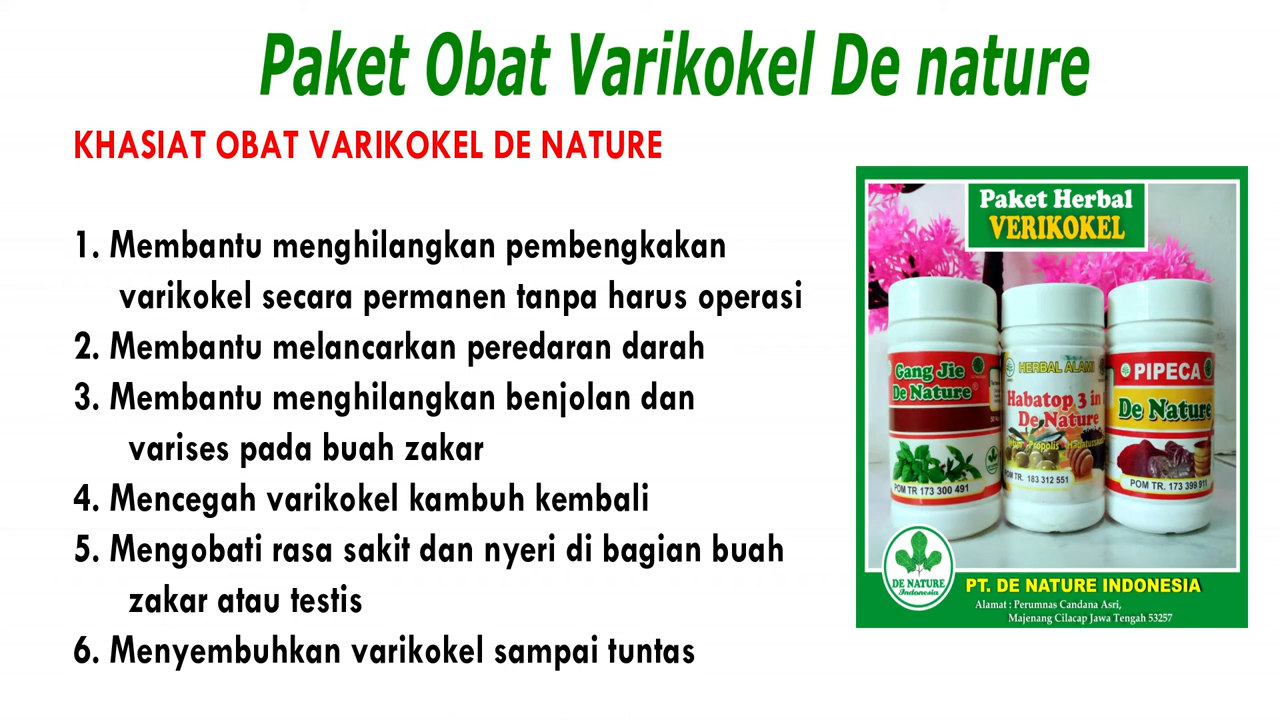 Paket Obat Varikokel De nature
KHASIAT OBAT VARIKOKEL DE NATURE
1. Membantu menghilangkan pembengkakan
varikokel secara permanen tanpa harus operasi
2. Membantu melancarkan peredaran darah
3. Membantu menghilangkan benjolan dan
varises pada buah zakar
4. Mencegah varikokel kambuh kembali
5. Mengobati rasa sakit dan nyeri di bagian buah
zakar atau testis
6. Menyembuhkan varikokel sampai tuntas
Paket Herbal
VERIKOKEL
Gang Jie
De Nature®
POM TR 173 300 491
HERBAL ALAMI
Habatop 3 in
De Nature
Propolis
POM TR. 183 312 551
PIPECA
De Nature
POM TR. 173 399 911
DE NATURE
Indonesia
PT. DE NATURE INDONESIA
Alamat : Perumnas Candana Asri,
Majenang Cilacap Jawa Tengah 53257